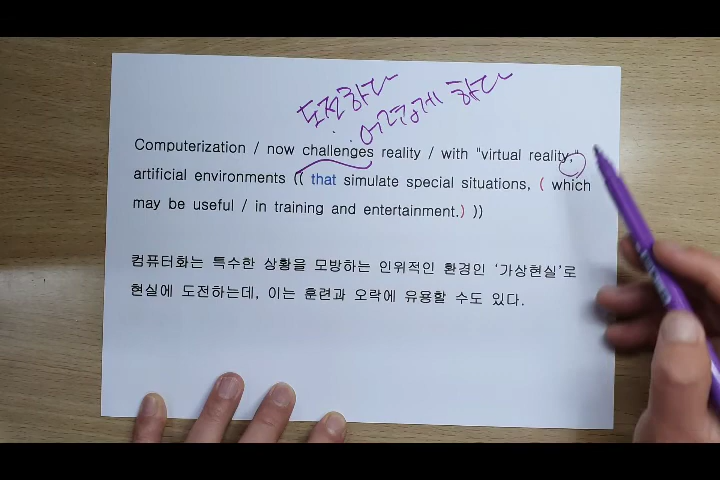 도전하다
어렵게 하다
Computerization / now challenges reality / with "virtual reality,"
artificial environments (( that simulate special situations, ( which
may be useful / in training and entertainment.) ))
컴퓨터화는 특수한 상황을 모방하는 인위적인 환경인 ‘가상현실’로
현실에 도전하는데, 이는 훈련과 오락에 유용할 수도 있다.